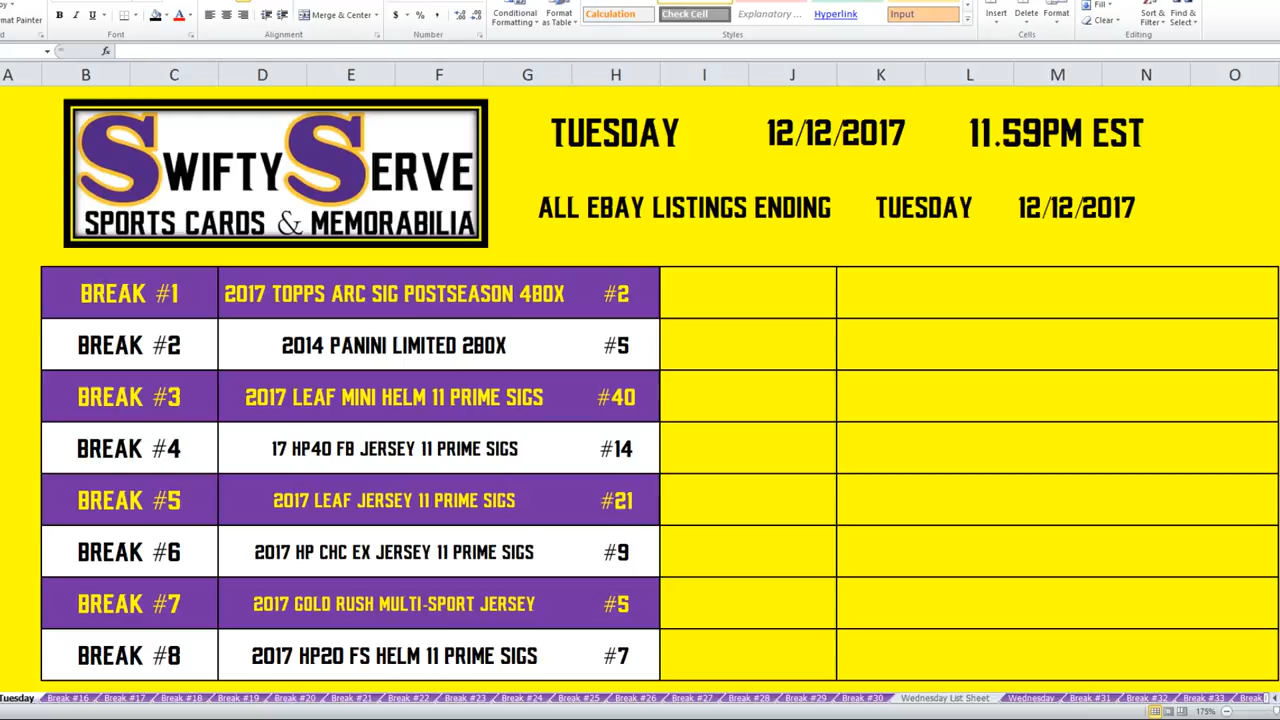 Format Painter
B I U
Merge & Center
$ % ,
Conditional Formatting Format as Table
Calculation Check Cell Explanatory ... Hyperlink Input
Insert Delete Format
Fill Clear
Sort & Filter Find & Select
Font Alignment Number Styles Cells Editing
fx
A B C D E F G H I J K L M N O
SWIFTY SERVE
SPORTS CARDS & MEMORABILIA
TUESDAY 12/12/2017 11.59PM EST
ALL EBAY LISTINGS ENDING TUESDAY 12/12/2017
BREAK #1 2017 TOPPS ARC SIG POSTSEASON 4BOX #2
BREAK #2 2014 PANINI LIMITED 2BOX #5
BREAK #3 2017 LEAF MINI HELM 11 PRIME SIGS #40
BREAK #4 17 HP40 FB JERSEY 11 PRIME SIGS #14
BREAK #5 2017 LEAF JERSEY 11 PRIME SIGS #21
BREAK #6 2017 HP CHC EX JERSEY 11 PRIME SIGS #9
BREAK #7 2017 GOLD RUSH MULTI-SPORT JERSEY #5
BREAK #8 2017 HP20 FS HELM 11 PRIME SIGS #7
Tuesday Break #16 Break #17 Break #18 Break #19 Break #20 Break #21 Break #22 Break #23 Break #24 Break #25 Break #26 Break #27 Break #28 Break #29 Break #30 Wednesday List Sheet Wednesday Break #31 Break #32 Break #33 Break
175%